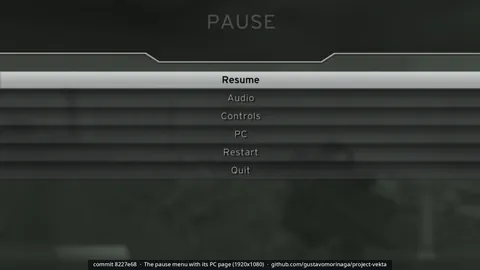 PAUSE
Resume
Audio
Controls
PC
Restart
Quit
commit 8227e68 · The pause menu with its PC page (1920x1080) · github.com/gustavomorinaga/project-vekta